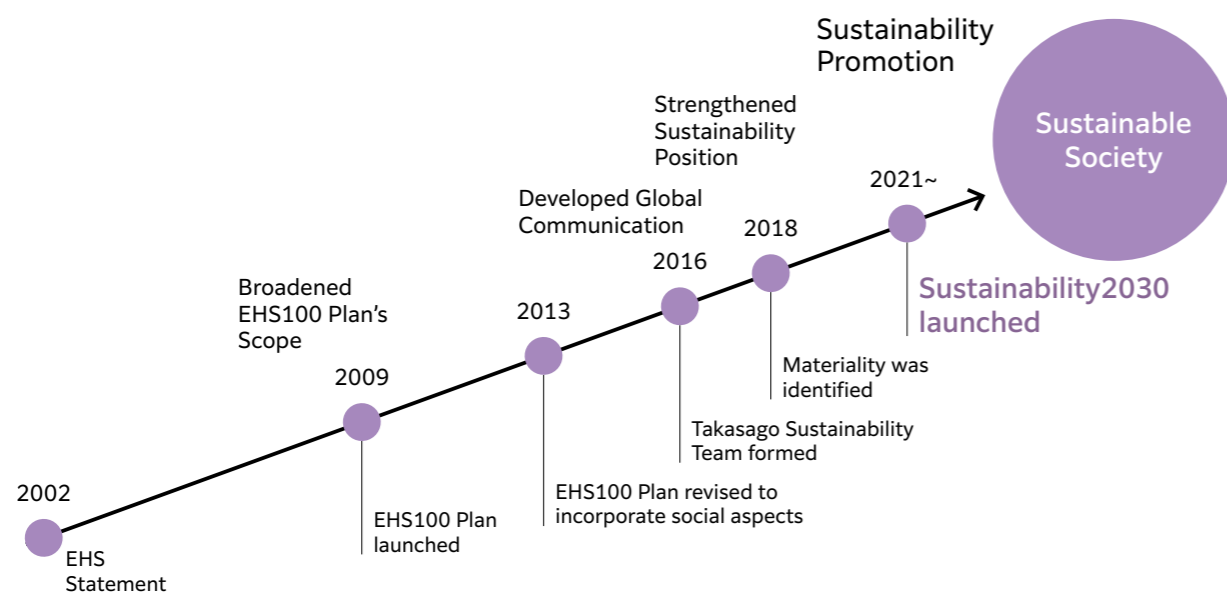 Sustainability
Promotion
Sustainable
Society
Strengthened
Sustainability
Position
2021~
Developed Global
Communication
2018
2016
Sustainability2030
launched
Broadened
EHS100 Plan's
Scope
2013
Materiality was
identified
2009
Takasago Sustainability
Team formed
2002
EHS100 Plan revised to
incorporate social aspects
EHS100 Plan
launched
EHS
Statement